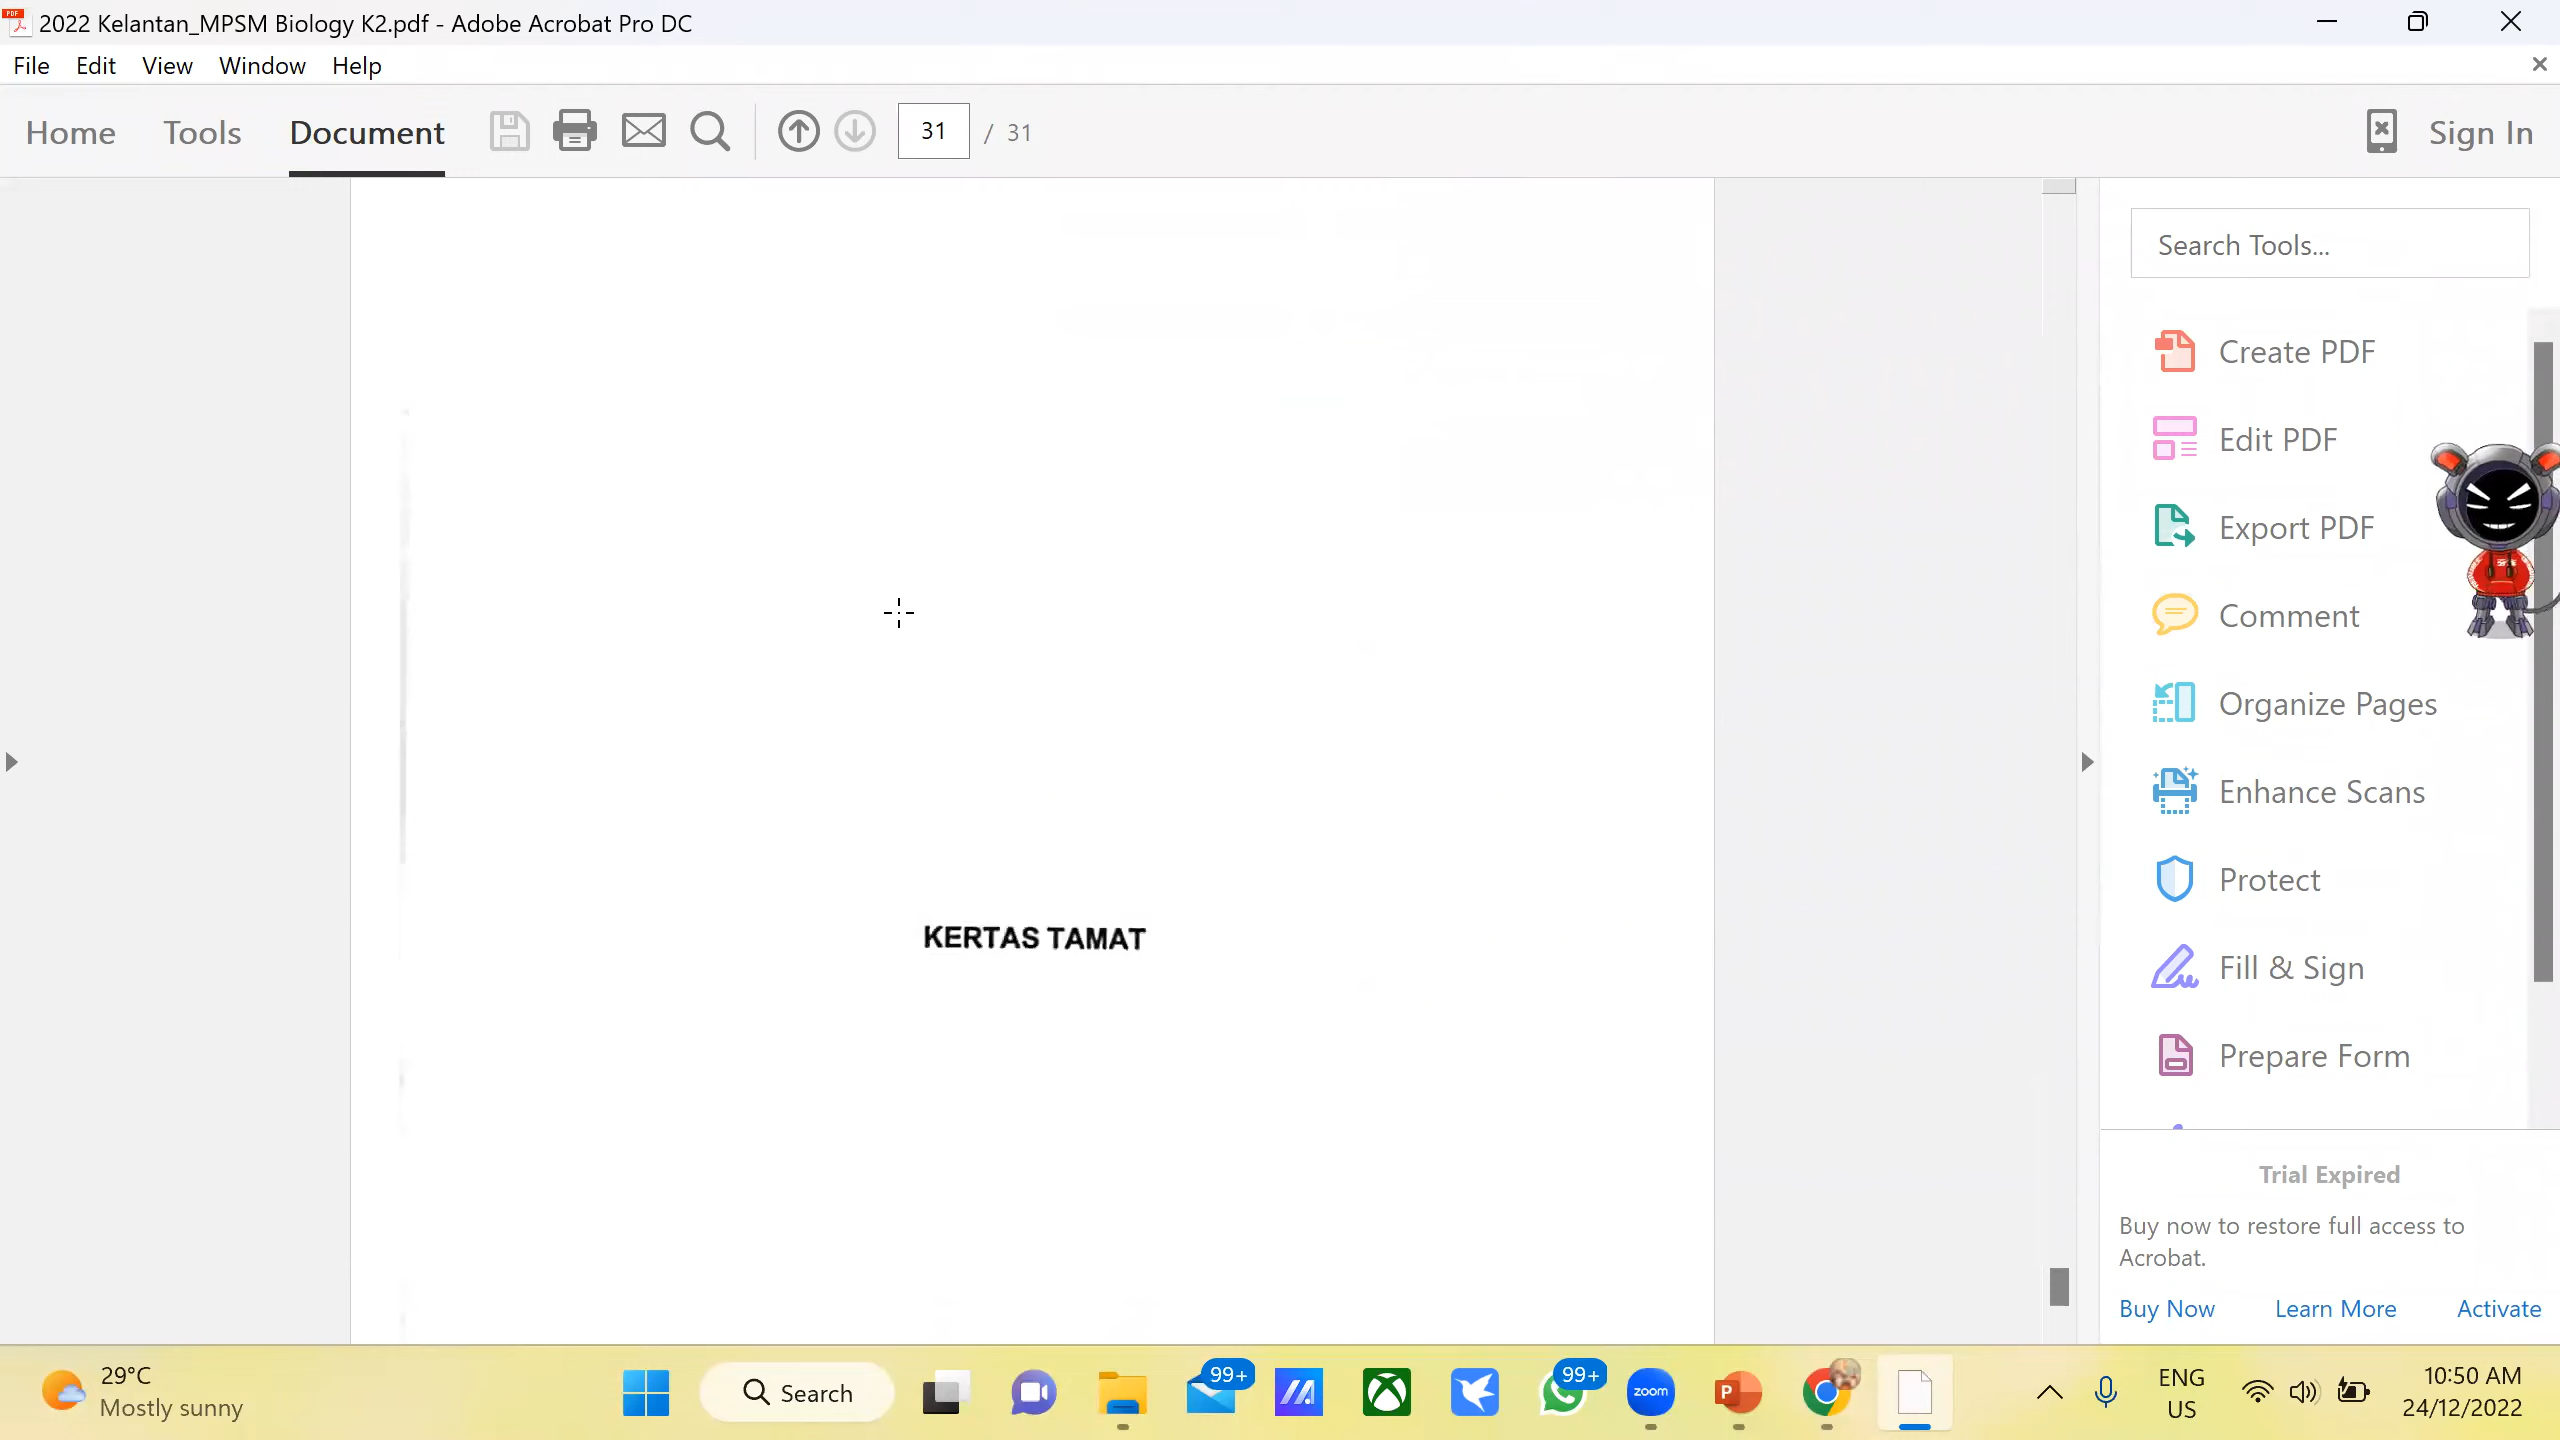 2022 Kelantan_MPSM Biology K2.pdf - Adobe Acrobat Pro DC
File Edit View Window Help
Home Tools Document 31 / 31 Sign In
Search Tools...
Create PDF
Edit PDF
Export PDF
Comment
Organize Pages
Enhance Scans
Protect
Fill & Sign
Prepare Form
KERTAS TAMAT
Trial Expired
Buy now to restore full access to
Acrobat.
Buy Now Learn More Activate
29°C
Mostly sunny
Search
99+
99+
zoom
ENG
US
10:50 AM
24/12/2022